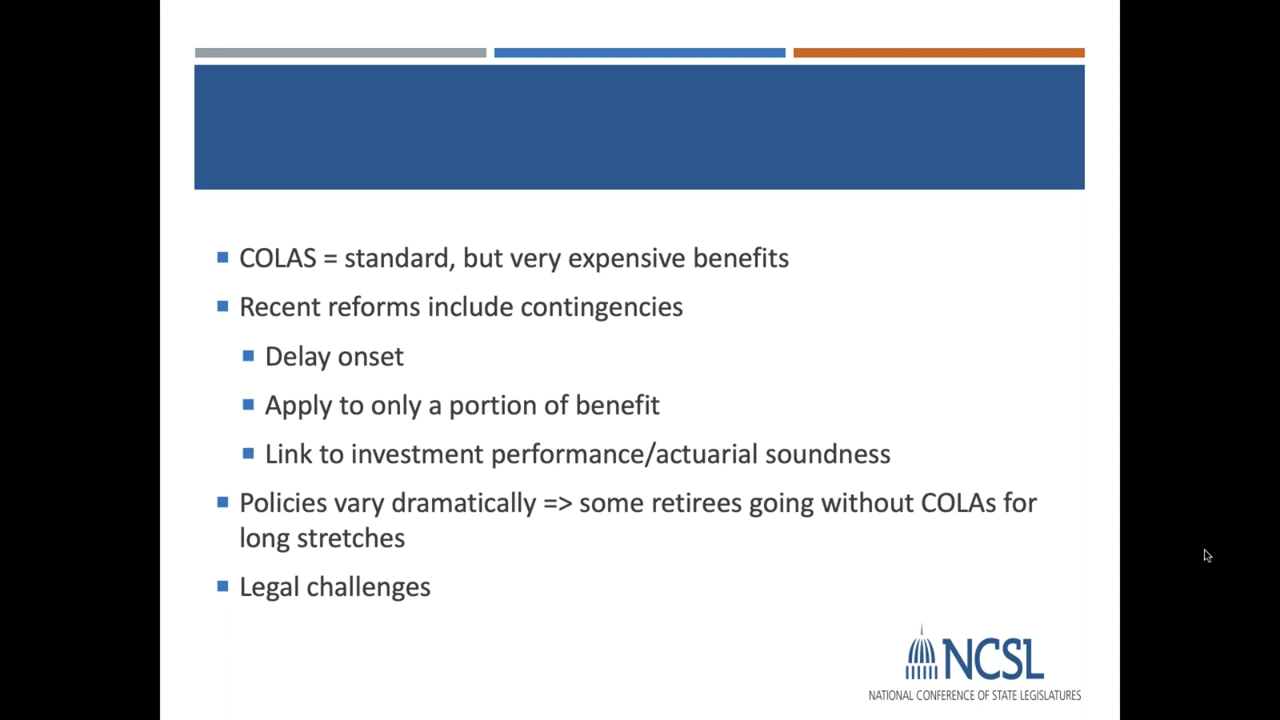 COLAS = standard, but very expensive benefits
Recent reforms include contingencies
Delay onset
Apply to only a portion of benefit
Link to investment performance/actuarial soundness
Policies vary dramatically => some retirees going without COLAs for
long stretches
Legal challenges
NCSL
NATIONAL CONFERENCE OF STATE LEGISLATURES